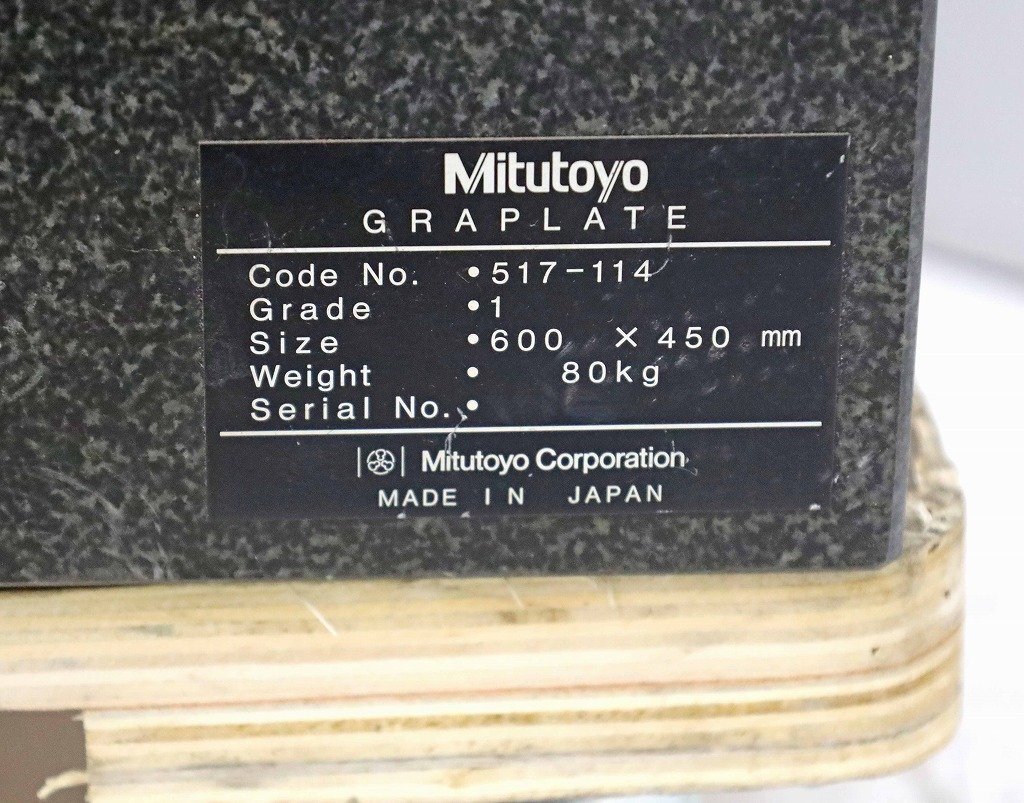 Mitutoyo
GRAPLATE
Code No. •517-114
Grade •1
Size •600 × 450 mm
Weight • 80kg
Serial No. •
Mitutoyo Corporation
MADE IN JAPAN